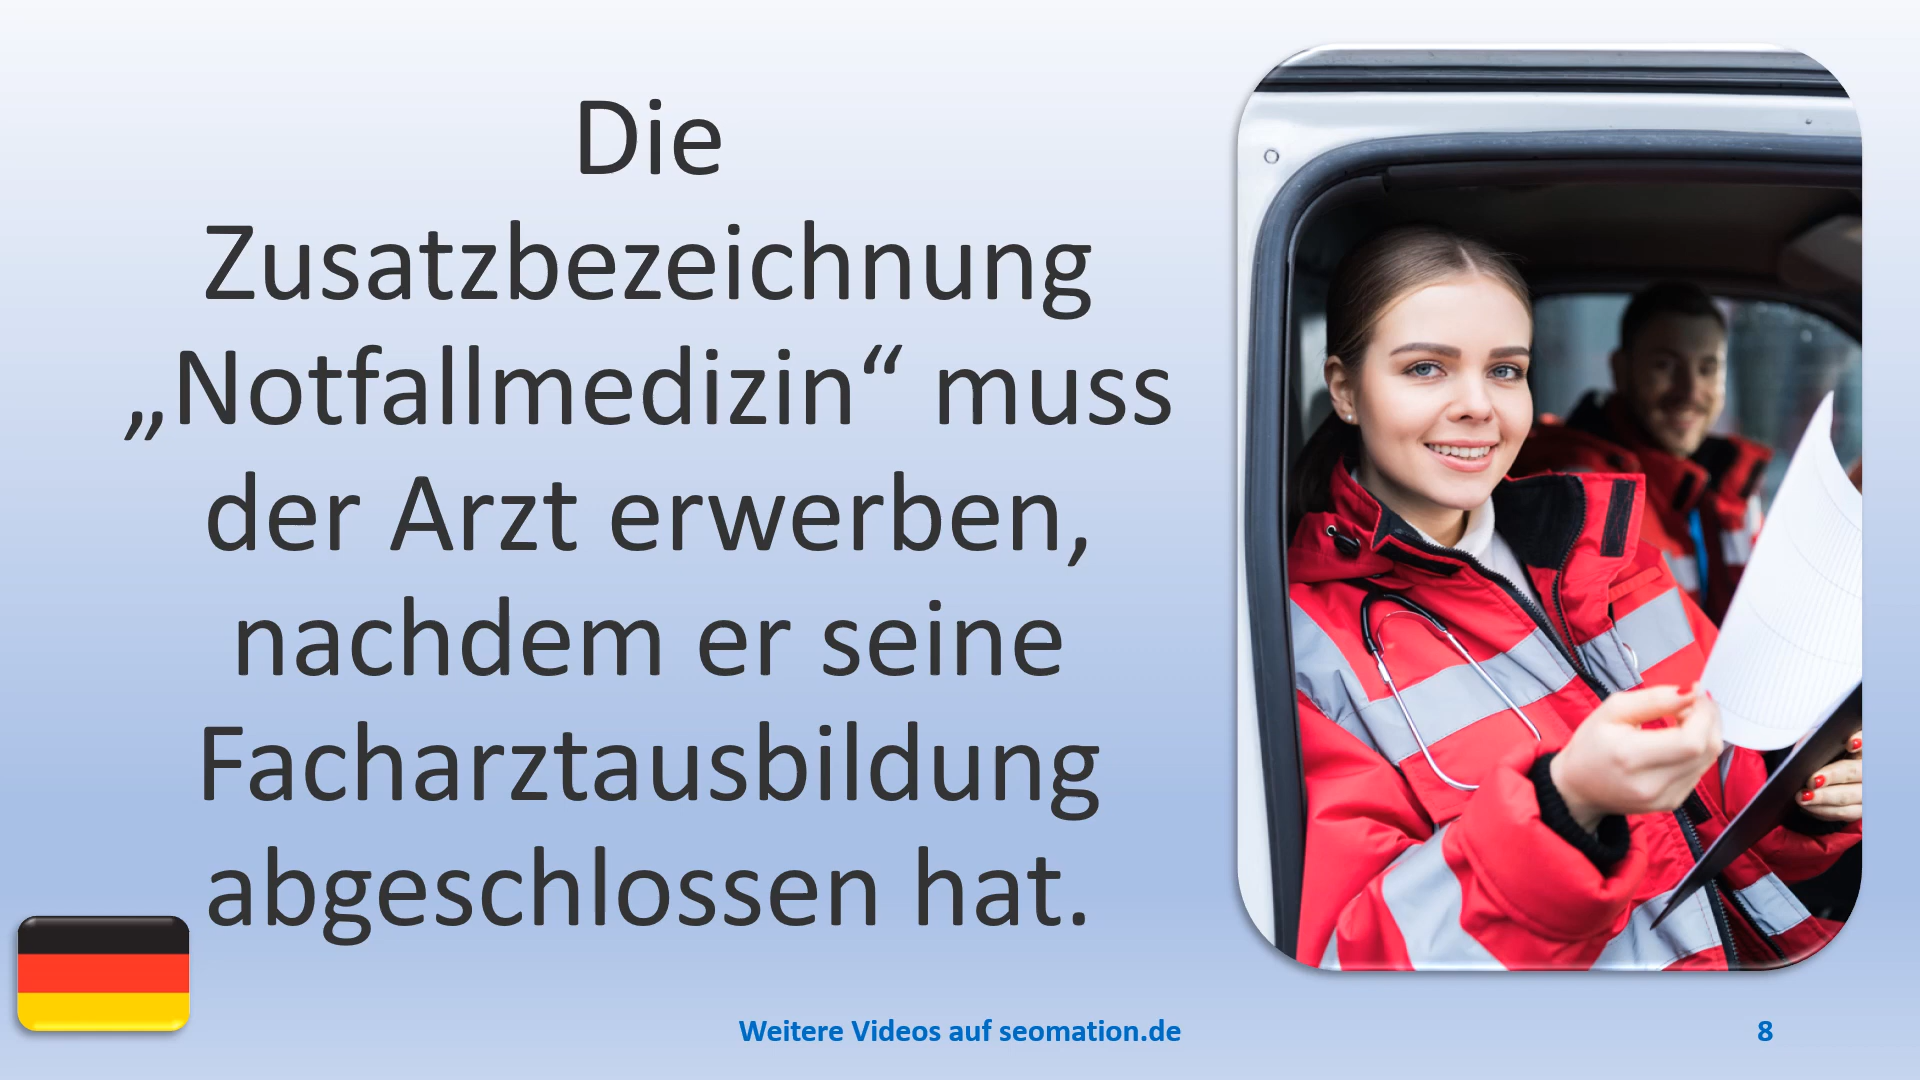 Die
Zusatzbezeichnung
„Notfallmedizin“ muss
der Arzt erwerben,
nachdem er seine
Facharztausbildung
abgeschlossen hat.
Weitere Videos auf seomation.de
8